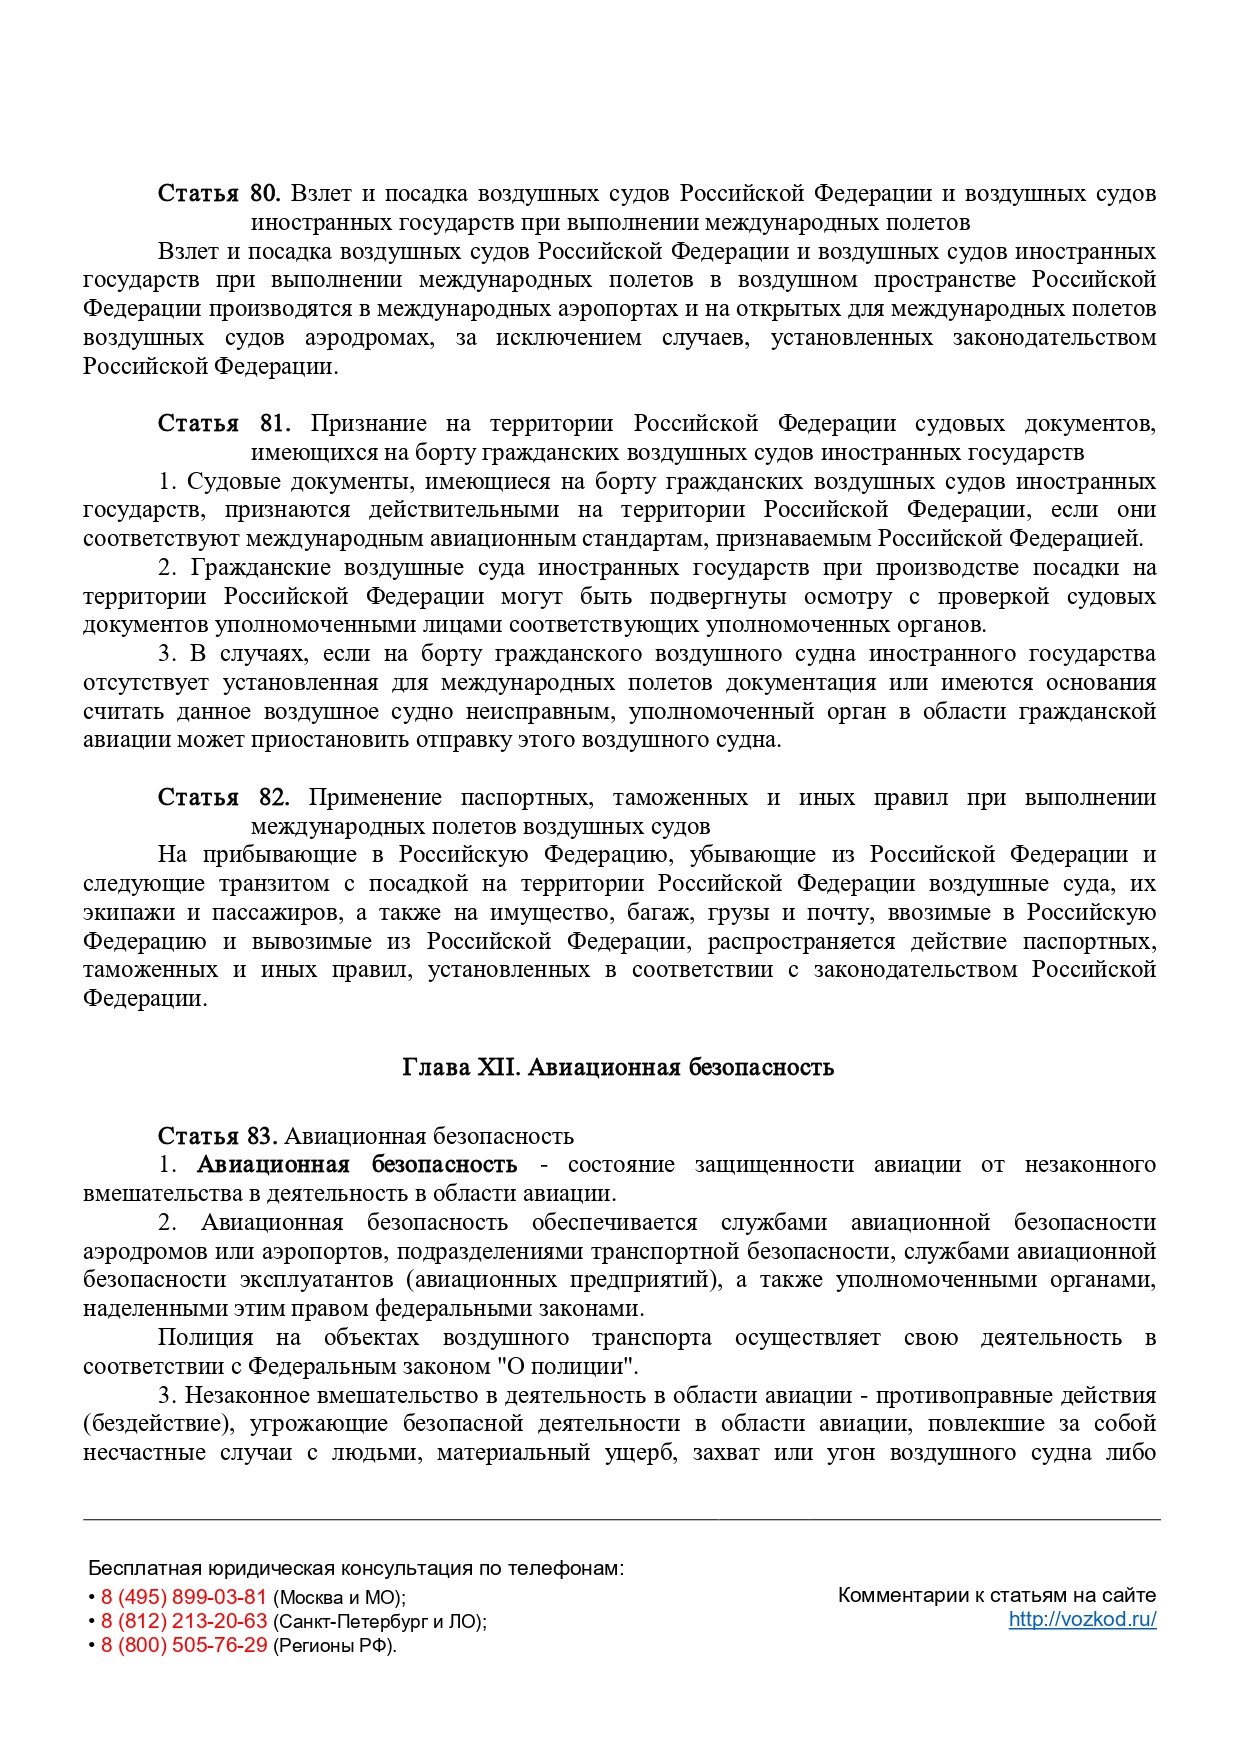 Статья 80. Взлет и посадка воздушных судов Российской Федерации и воздушных судов
иностранных государств при выполнении международных полетов
Взлет и посадка воздушных судов Российской Федерации и воздушных судов иностранных
государств при выполнении международных полетов в воздушном пространстве Российской
Федерации производятся в международных аэропортах и на открытых для международных полетов
воздушных судов аэродромах, за исключением случаев, установленных законодательством
Российской Федерации.
Статья 81. Признание на территории Российской Федерации судовых документов,
имеющихся на борту гражданских воздушных судов иностранных государств
1. Судовые документы, имеющиеся на борту гражданских воздушных судов иностранных
государств, признаются действительными на территории Российской Федерации, если они
соответствуют международным авиационным стандартам, признаваемым Российской Федерацией.
2. Гражданские воздушные суда иностранных государств при производстве посадки на
территории Российской Федерации могут быть подвергнуты осмотру с проверкой судовых
документов уполномоченными лицами соответствующих уполномоченных органов.
3. В случаях, если на борту гражданского воздушного судна иностранного государства
отсутствует установленная для международных полетов документация или имеются основания
считать данное воздушное судно неисправным, уполномоченный орган в области гражданской
авиации может приостановить отправку этого воздушного судна.
Статья 82. Применение паспортных, таможенных и иных правил при выполнении
международных полетов воздушных судов
На прибывающие в Российскую Федерацию, убывающие из Российской Федерации и
следующие транзитом с посадкой на территории Российской Федерации воздушные суда, их
экипажи и пассажиров, а также на имущество, багаж, грузы и почту, ввозимые в Российскую
Федерацию и вывозимые из Российской Федерации, распространяется действие паспортных,
таможенных и иных правил, установленных в соответствии с законодательством Российской
Федерации.
Глава XII. Авиационная безопасность
Статья 83. Авиационная безопасность
1. Авиационная безопасность - состояние защищенности авиации от незаконного
вмешательства в деятельность в области авиации.
2. Авиационная безопасность обеспечивается службами авиационной безопасности
аэродромов или аэропортов, подразделениями транспортной безопасности, службами авиационной
безопасности эксплуатантов (авиационных предприятий), а также уполномоченными органами,
наделенными этим правом федеральными законами.
Полиция на объектах воздушного транспорта осуществляет свою деятельность в
соответствии с Федеральным законом "О полиции".
3. Незаконное вмешательство в деятельность в области авиации - противоправные действия
(бездействие), угрожающие безопасной деятельности в области авиации, повлекшие за собой
несчастные случаи с людьми, материальный ущерб, захват или угон воздушного судна либо
Бесплатная юридическая консультация по телефонам:
• 8 (495) 899-03-81 (Москва и МО);
• 8 (812) 213-20-63 (Санкт-Петербург и ЛО);
• 8 (800) 505-76-29 (Регионы РФ).
Комментарии к статьям на сайте
http://vozkod.ru/